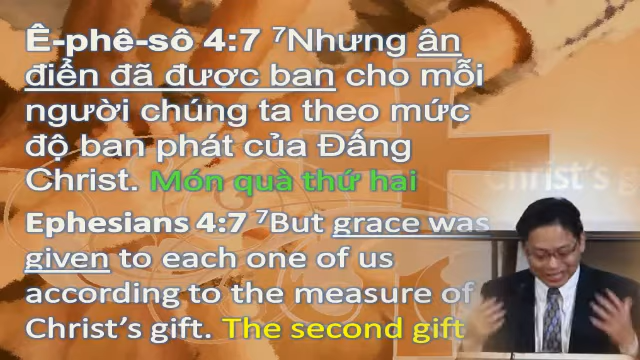 Ê-phê-sô 4:7 ⁷Nhưng ân
điển đã được ban cho mỗi
người chúng ta theo mức
độ ban phát của Đấng
Christ. Món quà thứ hai
Christ's g
Ephesians 4:7 ⁷But grace was
given to each one of us
according to the measure of
Christ's gift. The second gift